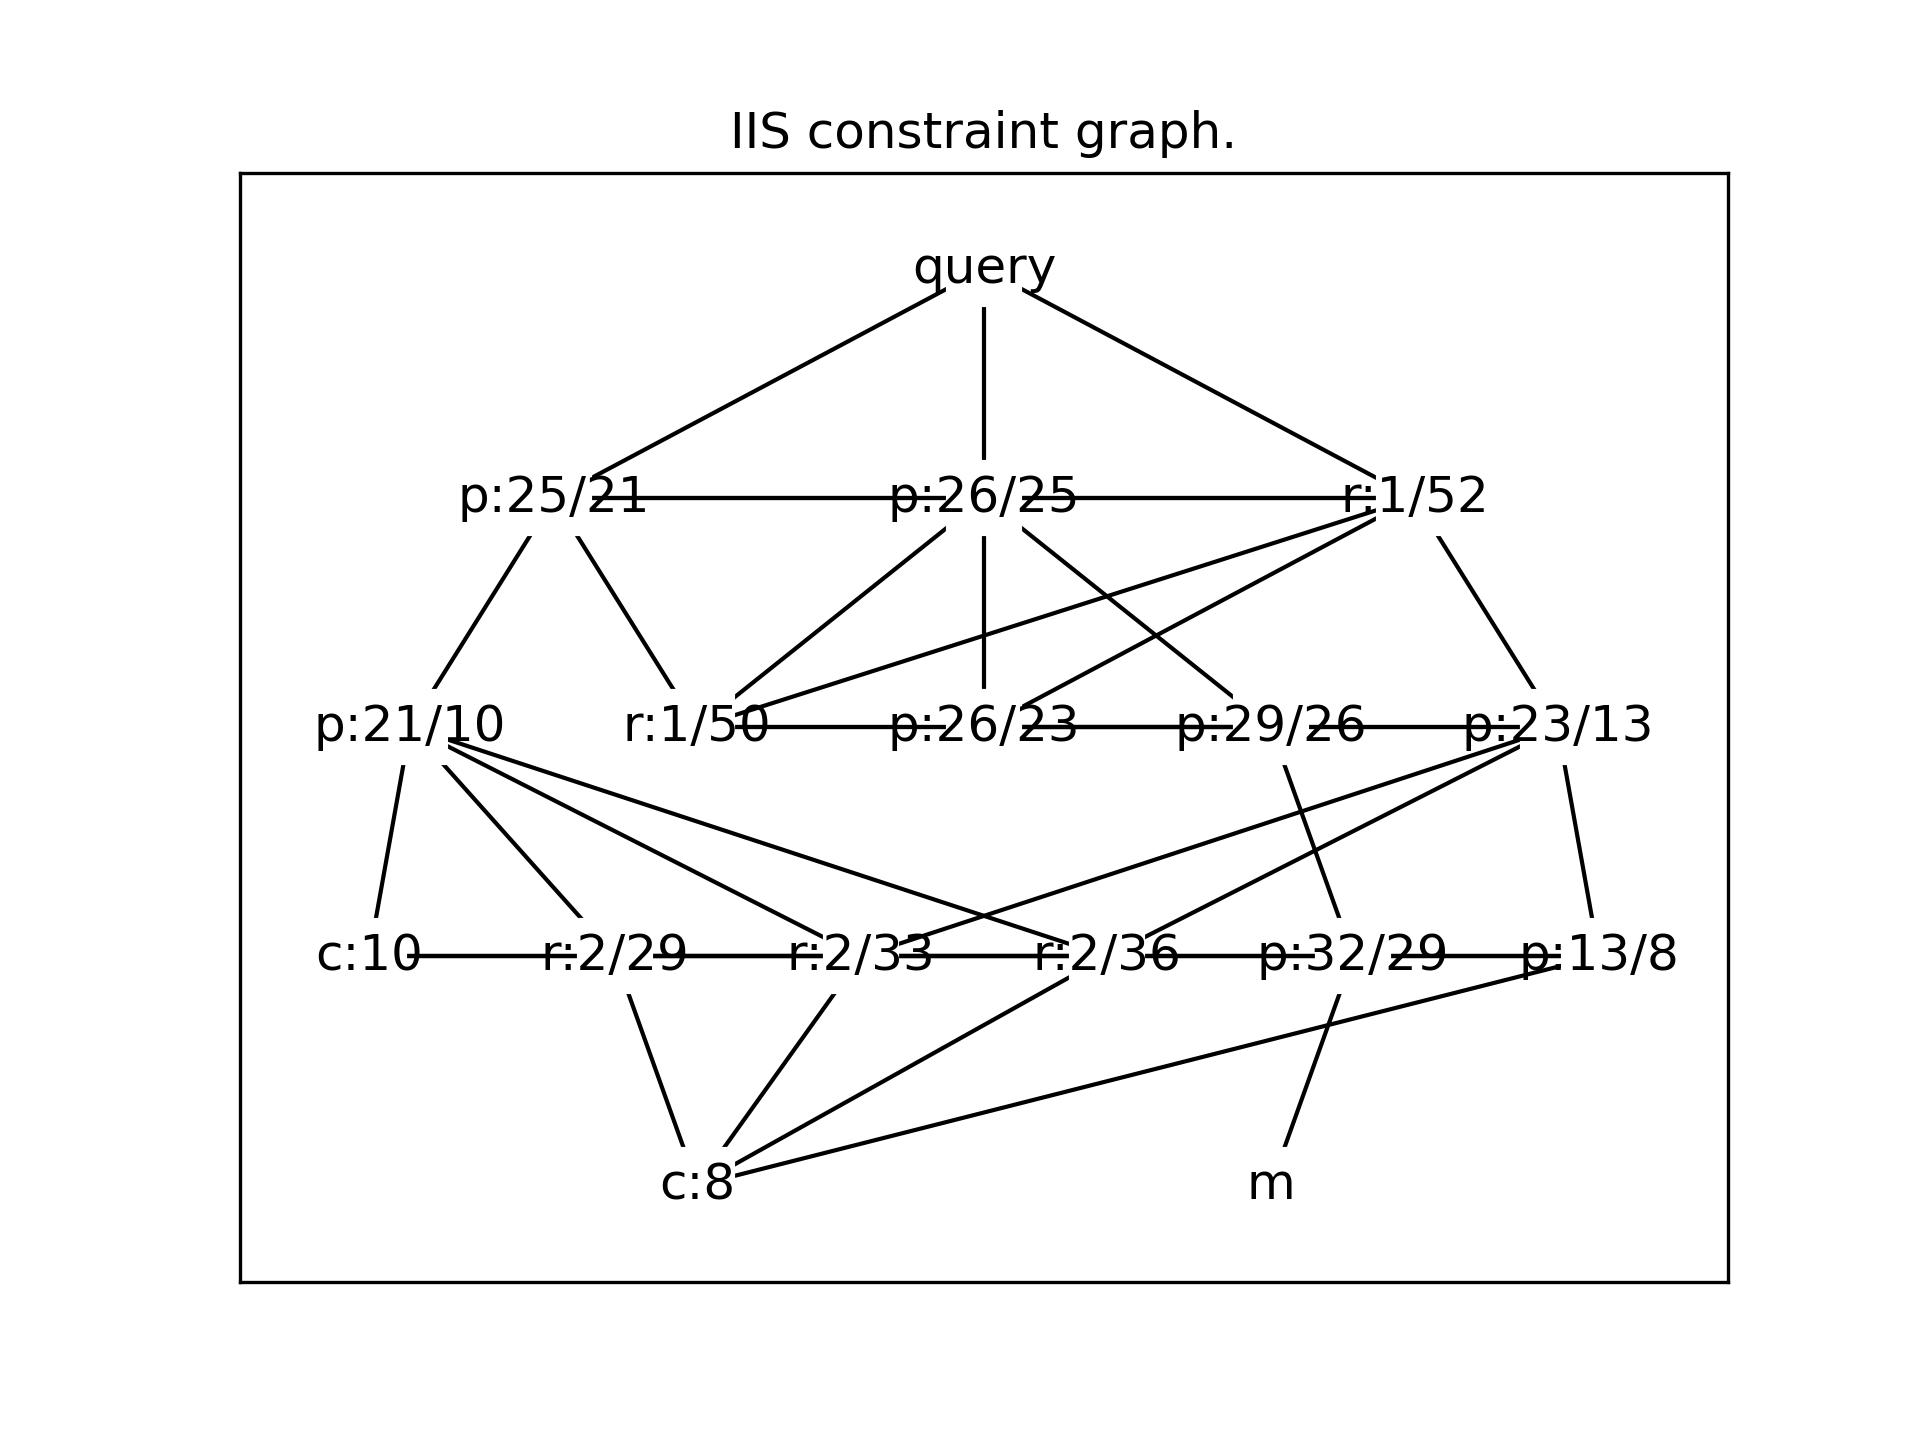 IIS constraint graph.
query
p:25/21 p:26/25 r:1/52
p:21/10 r:1/50 p:26/23 p:29/26 p:23/13
c:10 r:2/29 r:2/33 r:2/36 p:32/29 p:13/8
c:8 m